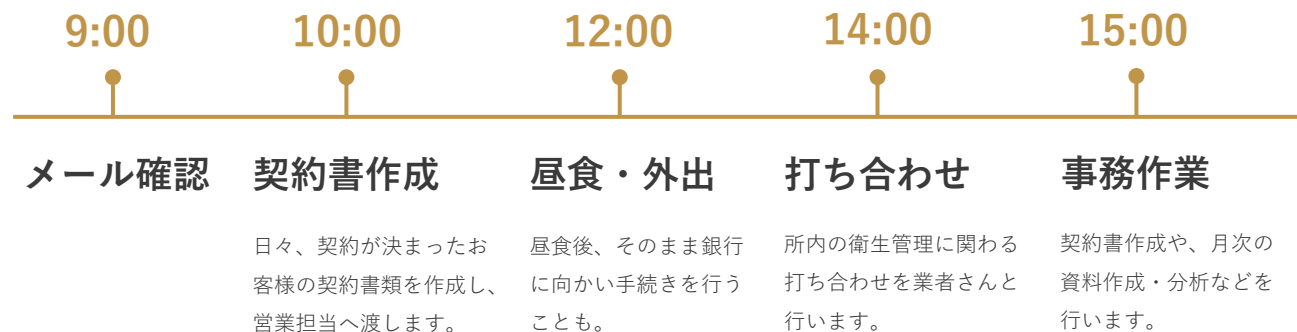 9:00
10:00
12:00
14:00
15:00
メール確認
契約書作成
日々、契約が決まったお
客様の契約書類を作成し、
営業担当へ渡します。
昼食・外出
昼食後、そのまま銀行
に向かい手続きを行う
ことも。
打ち合わせ
所内の衛生管理に関わる
打ち合わせを業者さんと
行います。
事務作業
契約書作成や、月次の
資料作成・分析などを
行います。